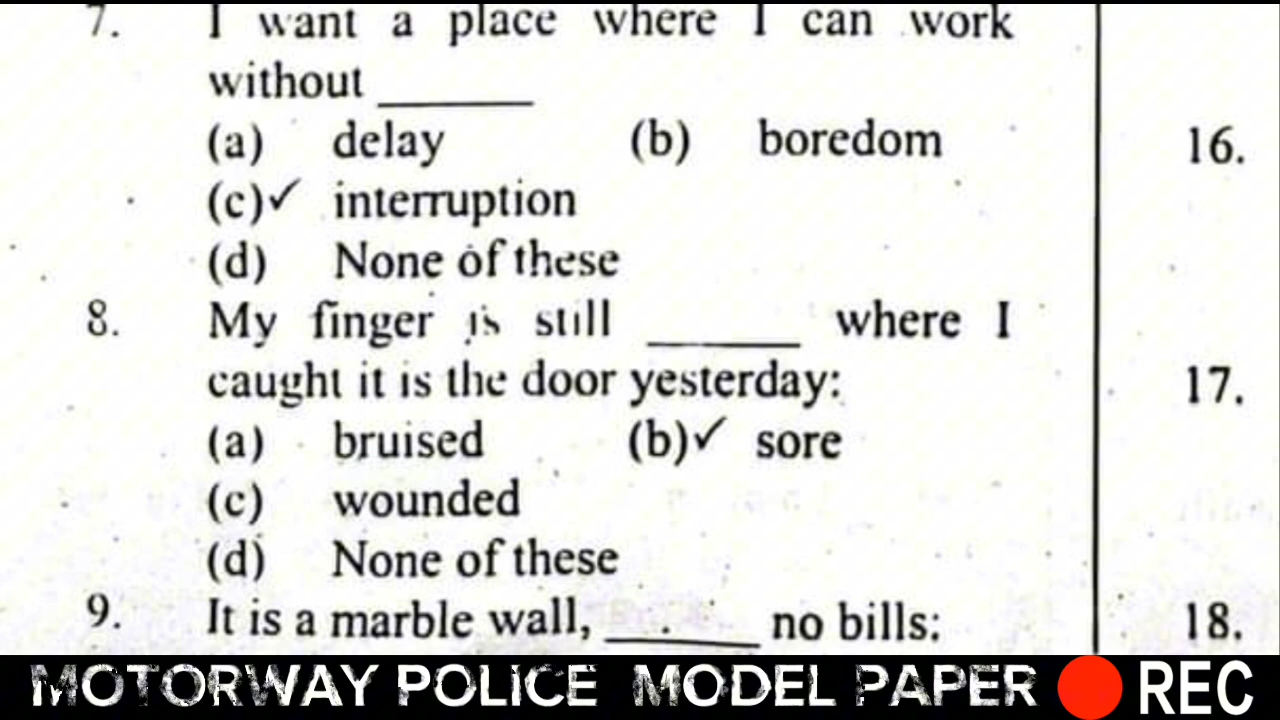 7. I want a place where I can work
without ______
(a) delay (b) boredom
(c)✓ interruption
(d) None of these
8. My finger is still ______ where I
caught it is the door yesterday:
(a) bruised (b)✓ sore
(c) wounded
(d) None of these
9. It is a marble wall, ______ no bills:
16.
17.
18.
MOTORWAY POLICE MODEL PAPER REC